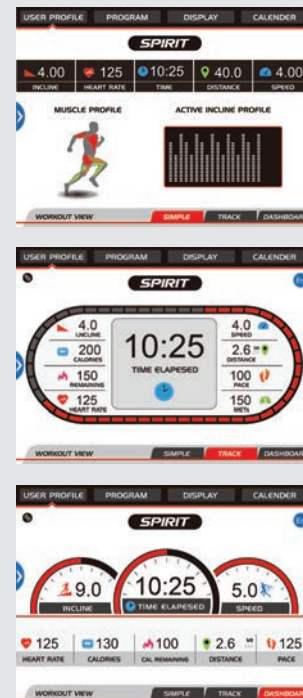 USER PROFILE PROGRAM DISPLAY CALENDER
SPIRIT
4.00 125 10:25 40.0 4.00
INCLINE HEART RATE TIME DISTANCE SPEED
MUSCLE PROFILE ACTIVE INCLINE PROFILE
WORKOUT VIEW SIMPLE TRACK DASHBOAR
USER PROFILE PROGRAM DISPLAY CALENDER
SPIRIT
4.0
UNCLINE
200
CALORIES
150
REMAINING
125
HEART RATE
10:25
TIME ELAPESED
4.0
SPEED
2.6
DISTANCE
100
PACE
150
METs
WORKOUT VIEW SIMPLE TRACK DASHBOAR
USER PROFILE PROGRAM DISPLAY CALENDER
SPIRIT
9.0 10:25 5.0
INCLINE TIME ELAPESED SPEED
125 130 100 2.6 125
HEART RATE CALORIES CAL REMAINING DISTANCE PACE
WORKOUT VIEW SIMPLE TRACK DASHBOAR